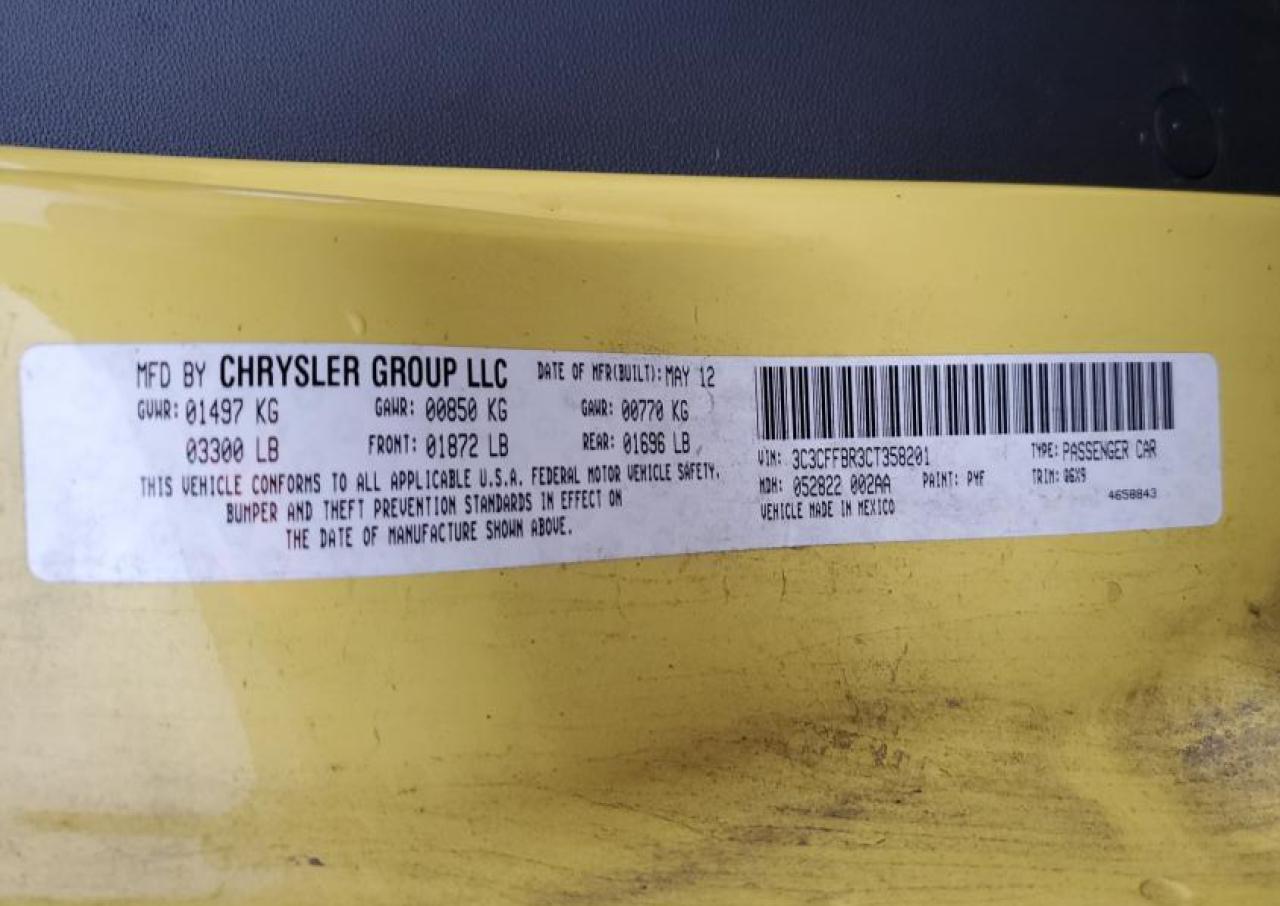 MFD BY CHRYSLER GROUP LLC DATE OF MFR(BUILT): MAY 12
GVWR: 01497 KG GAWR: 00850 KG GAWR: 00770 KG
03300 LB FRONT: 01872 LB REAR: 01696 LB
THIS VEHICLE CONFORMS TO ALL APPLICABLE U.S.A. FEDERAL MOTOR VEHICLE SAFETY,
BUMPER AND THEFT PREVENTION STANDARDS IN EFFECT ON
THE DATE OF MANUFACTURE SHOWN ABOVE.
VIN: 3C3CFFBR3CT358201 TYPE: PASSENGER CAR
MDH: 052822 002AA PAINT: PYF TRIM: 06X9
VEHICLE MADE IN MEXICO 4658843